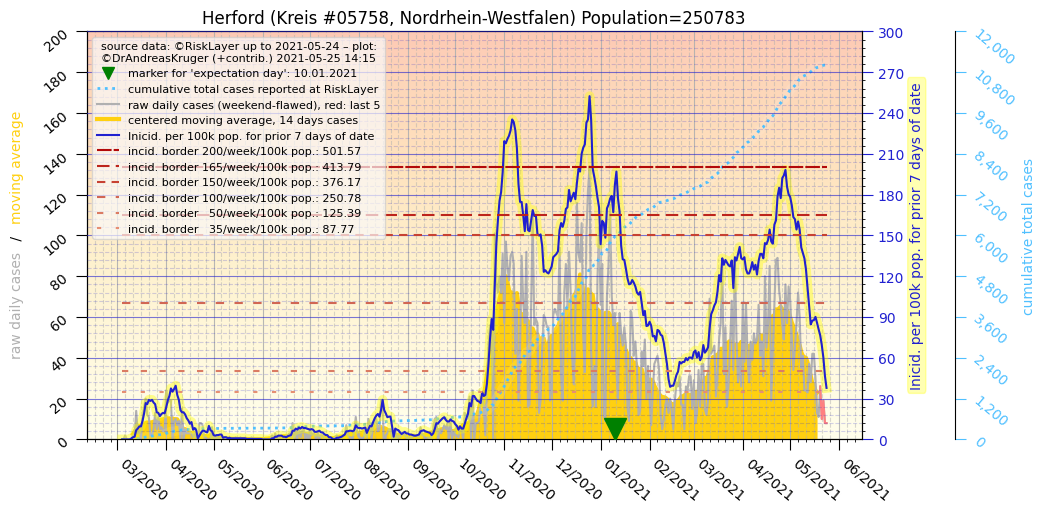 Herford (Kreis #05758, Nordrhein-Westfalen) Population=250783
source data: ©RiskLayer up to 2021-05-24 – plot:
©DrAndreasKruger (+contrib.) 2021-05-25 14:15
marker for 'expectation day': 10.01.2021
cumulative total cases reported at RiskLayer
raw daily cases (weekend-flawed), red: last 5
centered moving average, 14 days cases
Inicid. per 100k pop. for prior 7 days of date
incid. border 200/week/100k pop.: 501.57
incid. border 165/week/100k pop.: 413.79
incid. border 150/week/100k pop.: 376.17
incid. border 100/week/100k pop.: 250.78
incid. border   50/week/100k pop.: 125.39
incid. border   35/week/100k pop.: 87.77
raw daily cases   /   moving average
200
180
160
140
120
100
80
60
40
20
0
03/2020
04/2020
05/2020
06/2020
07/2020
08/2020
09/2020
10/2020
11/2020
12/2020
01/2021
02/2021
03/2021
04/2021
05/2021
06/2021
300
270
240
210
180
150
120
90
60
30
0
Inicid. per 100k pop. for prior 7 days of date
12,000
10,800
9,600
8,400
7,200
6,000
4,800
3,600
2,400
1,200
0
cumulative total cases